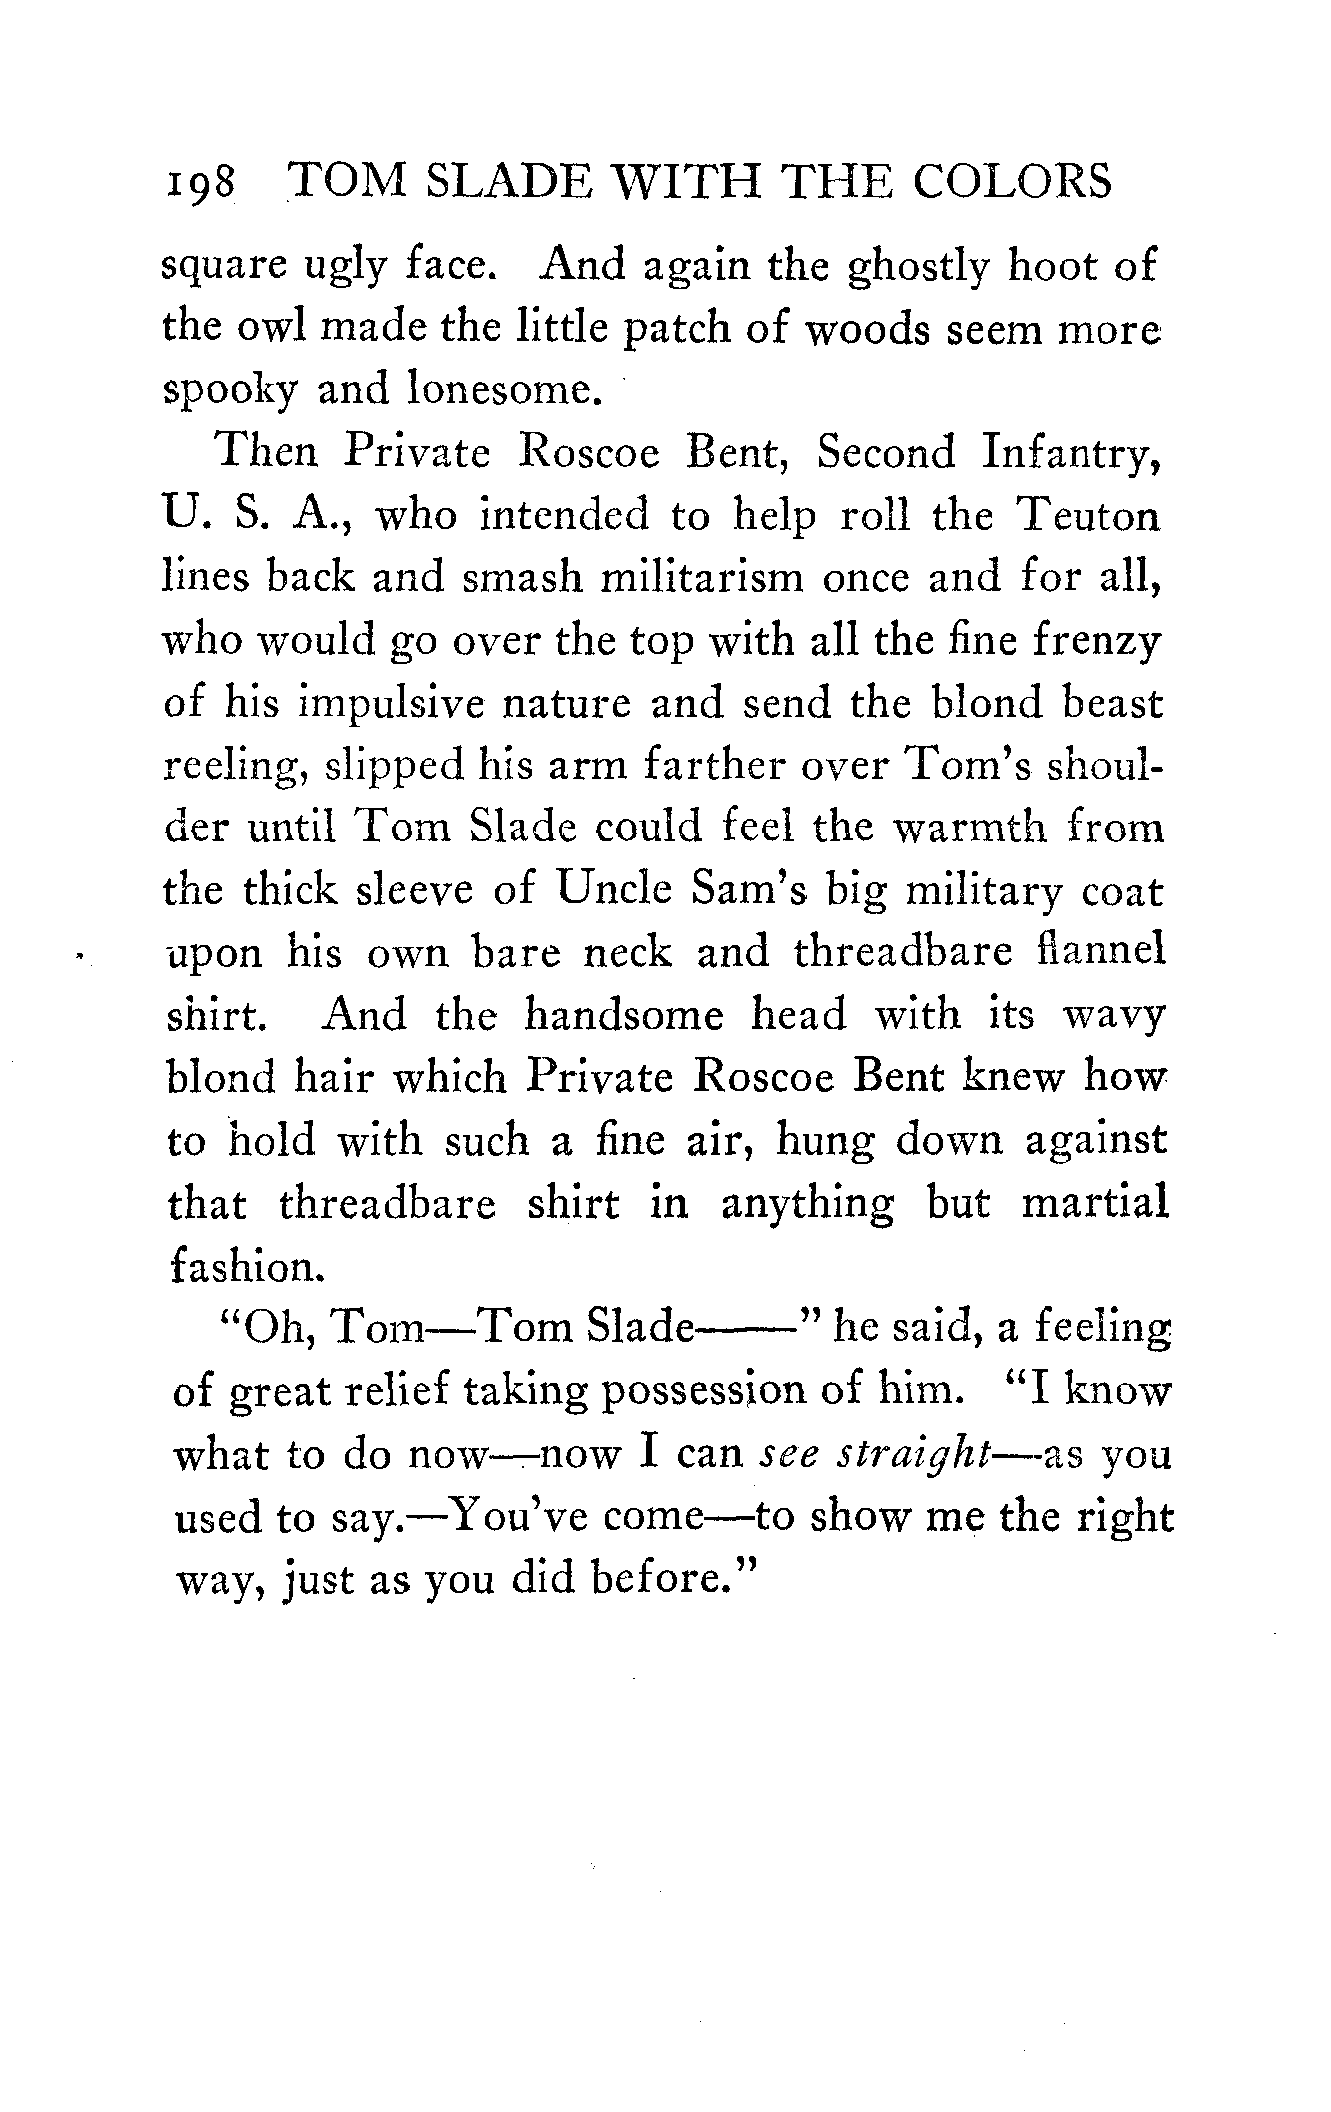 198 TOM SLADE WITH THE COLORS
square ugly face. And again the ghostly hoot of
the owl made the little patch of woods seem more
spooky and lonesome.
Then Private Roscoe Bent, Second Infantry,
U. S. A., who intended to help roll the Teuton
lines back and smash militarism once and for all,
who would go over the top with all the fine frenzy
of his impulsive nature and send the blond beast
reeling, slipped his arm farther over Tom's shoul-
der until Tom Slade could feel the warmth from
the thick sleeve of Uncle Sam's big military coat
upon his own bare neck and threadbare flannel
shirt. And the handsome head with its wavy
blond hair which Private Roscoe Bent knew how
to hold with such a fine air, hung down against
that threadbare shirt in anything but martial
fashion.
"Oh, Tom—Tom Slade——" he said, a feeling
of great relief taking possession of him. "I know
what to do now—now I can see straight—as you
used to say.—You've come—to show me the right
way, just as you did before."